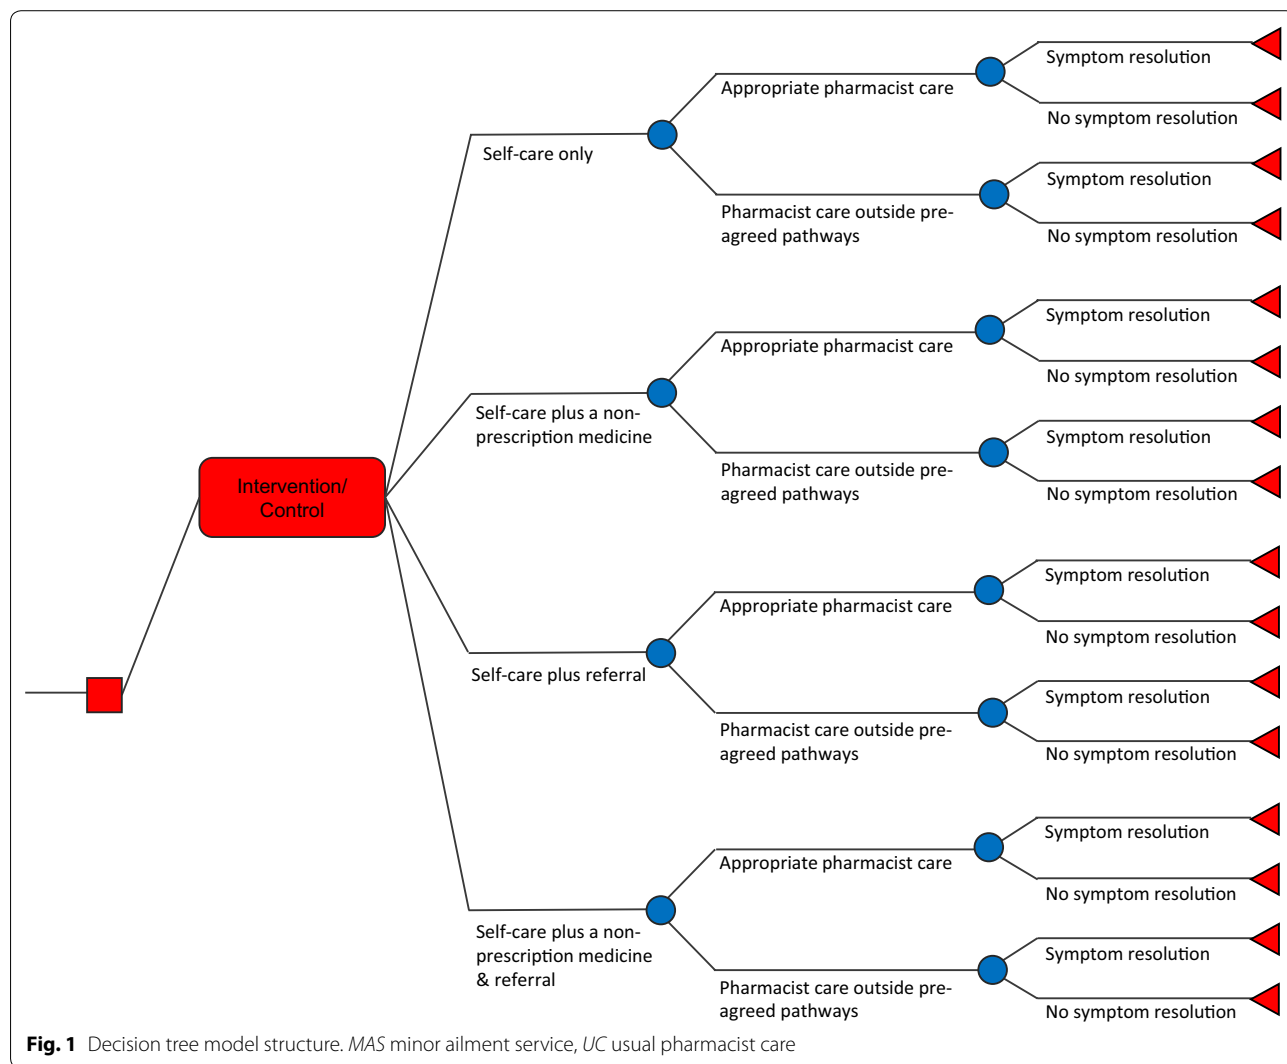 Symptom resolution
Appropriate pharmacist care
No symptom resolution
Self-care only
Symptom resolution
Pharmacist care outside pre-
agreed pathways
No symptom resolution
Symptom resolution
Appropriate pharmacist care
No symptom resolution
Self-care plus a non-
prescription medicine
Symptom resolution
Pharmacist care outside pre-
agreed pathways
No symptom resolution
Intervention/
Control
Symptom resolution
Appropriate pharmacist care
No symptom resolution
Self-care plus referral
Symptom resolution
Pharmacist care outside pre-
agreed pathways
No symptom resolution
Symptom resolution
Appropriate pharmacist care
No symptom resolution
Self-care plus a non-
prescription medicine
& referral
Symptom resolution
Pharmacist care outside pre-
agreed pathways
No symptom resolution
Fig. 1 Decision tree model structure. MAS minor ailment service, UC usual pharmacist care